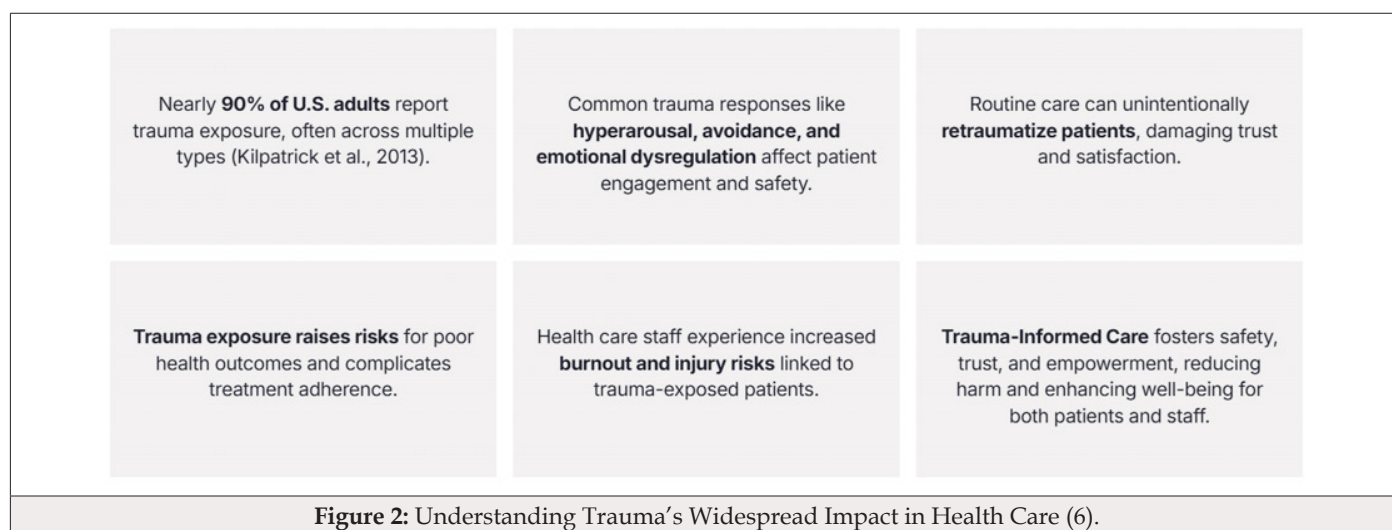 Nearly 90% of U.S. adults report
trauma exposure, often across multiple
types (Kilpatrick et al., 2013).
Common trauma responses like
hyperarousal, avoidance, and
emotional dysregulation affect patient
engagement and safety.
Routine care can unintentionally
retraumatize patients, damaging trust
and satisfaction.
Trauma exposure raises risks for poor
health outcomes and complicates
treatment adherence.
Health care staff experience increased
burnout and injury risks linked to
trauma-exposed patients.
Trauma-Informed Care fosters safety,
trust, and empowerment, reducing
harm and enhancing well-being for
both patients and staff.
Figure 2: Understanding Trauma's Widespread Impact in Health Care (6).